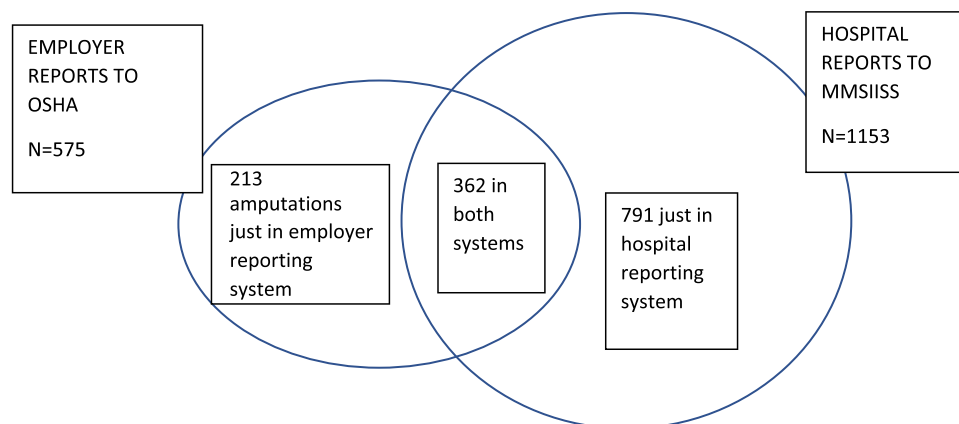 EMPLOYER
REPORTS TO
OSHA
N=575
HOSPITAL
REPORTS TO
MMSIISS
N=1153
213
amputations
just in employer
reporting
system
362 in
both
systems
791 just in
hospital
reporting
system